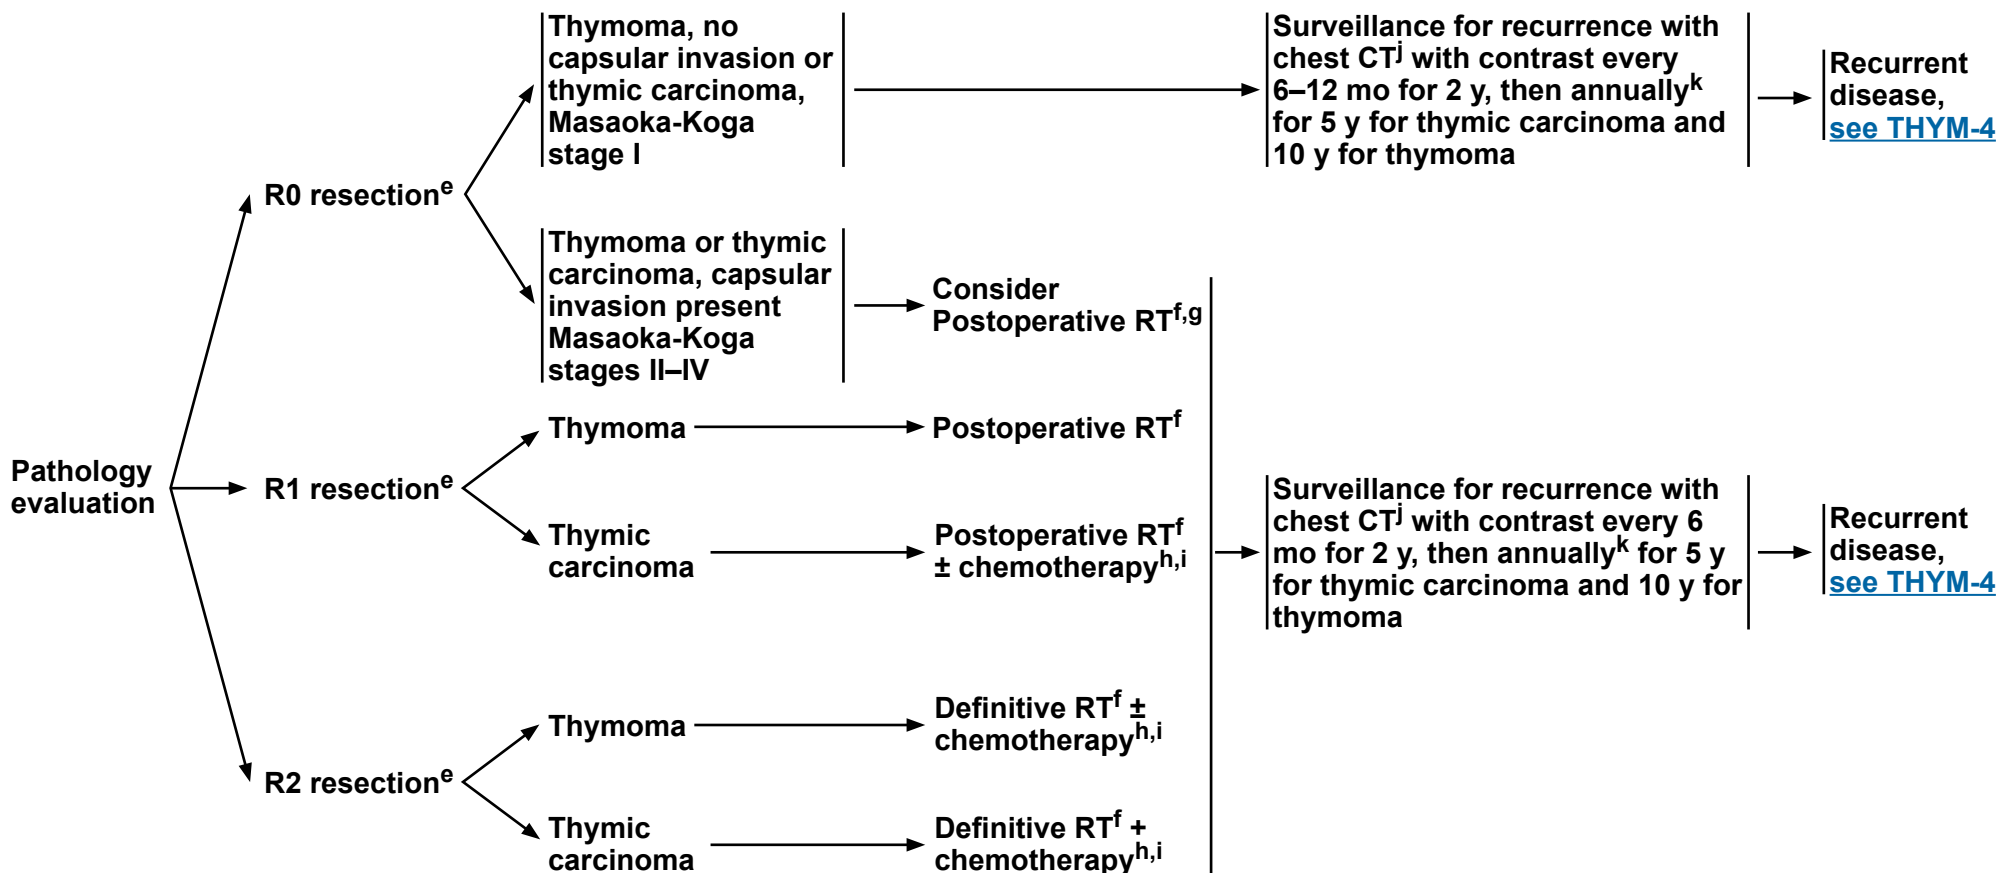 Pathology
evaluation
R0 resectione
Thymoma, no
capsular invasion or
thymic carcinoma,
Masaoka-Koga
stage I
Surveillance for recurrence with
chest CTj with contrast every
6–12 mo for 2 y, then annuallyk
for 5 y for thymic carcinoma and
10 y for thymoma
Recurrent
disease,
see THYM-4
Thymoma or thymic
carcinoma, capsular
invasion present
Masaoka-Koga
stages II–IV
Consider
Postoperative RTf,g
R1 resectione
Thymoma
Postoperative RTf
Thymic
carcinoma
Postoperative RTf
± chemotherapyh,i
R2 resectione
Thymoma
Definitive RTf ±
chemotherapyh,i
Thymic
carcinoma
Definitive RTf +
chemotherapyh,i
Surveillance for recurrence with
chest CTj with contrast every 6
mo for 2 y, then annuallyk for 5 y
for thymic carcinoma and 10 y for
thymoma
Recurrent
disease,
see THYM-4